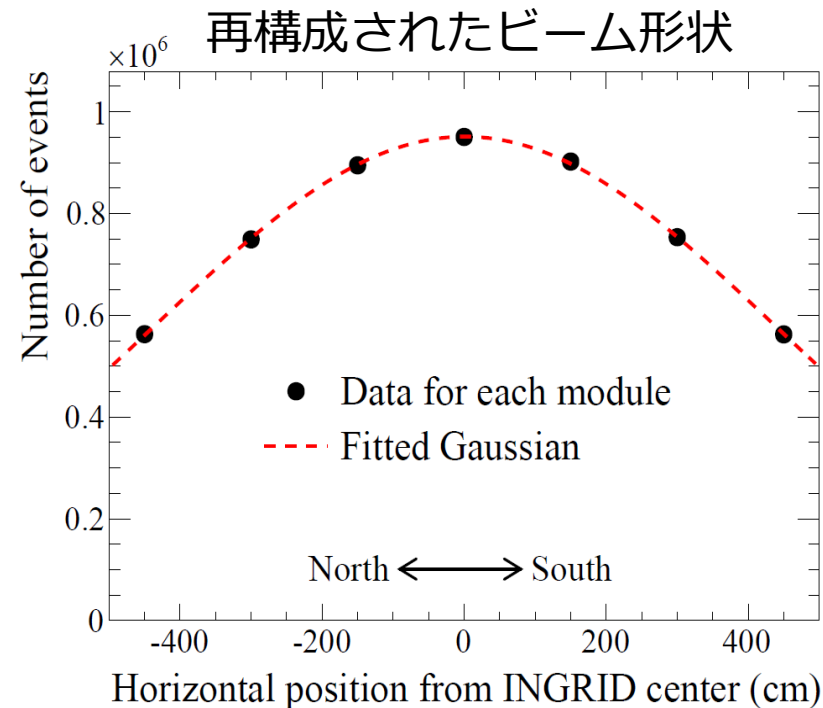 再構成されたビーム形状
×10⁶
Number of events
1
0.8
0.6
0.4
0.2
0
Data for each module
Fitted Gaussian
North South
-400 -200 0 200 400
Horizontal position from INGRID center (cm)